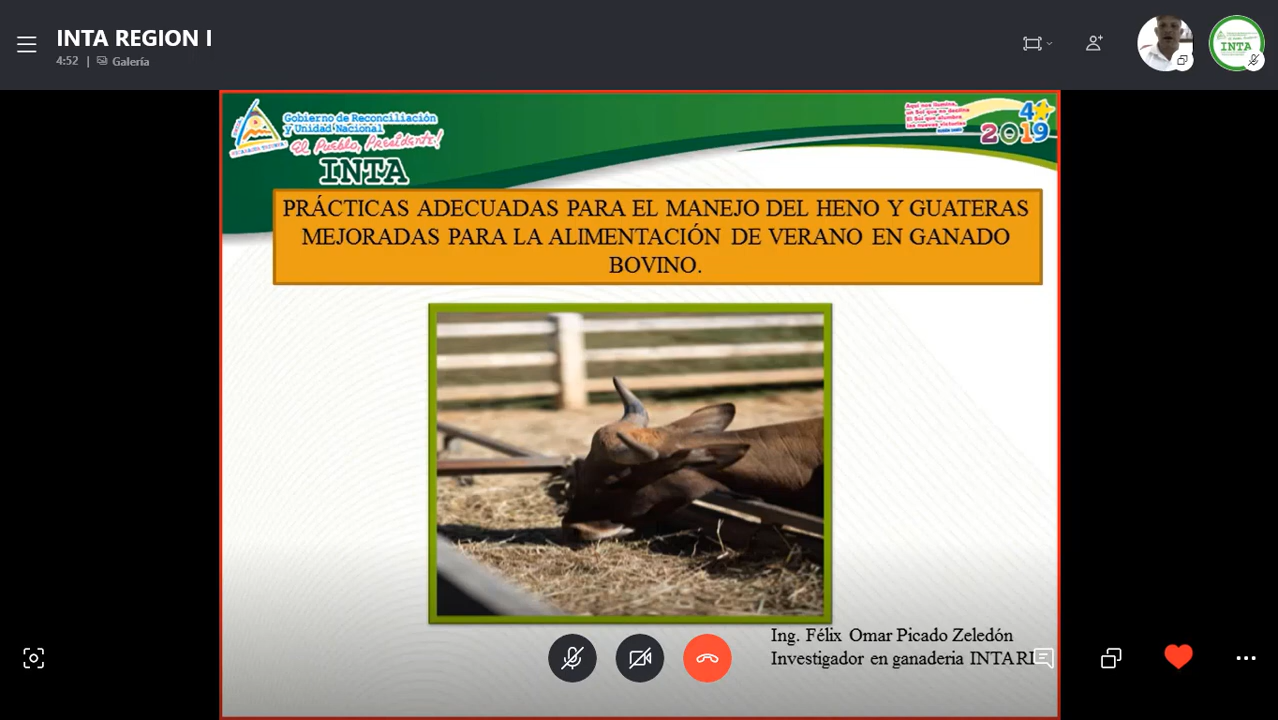 INTA REGION I
4:52 | Galería
INTA
Gobierno de Reconciliación
y Unidad Nacional
El Pueblo, Presidente!
INTA
2019
PRÁCTICAS ADECUADAS PARA EL MANEJO DEL HENO Y GUATERAS
MEJORADAS PARA LA ALIMENTACIÓN DE VERANO EN GANADO
BOVINO.
Ing. Félix Omar Picado Zeledón
Investigador en ganaderia INTA RI